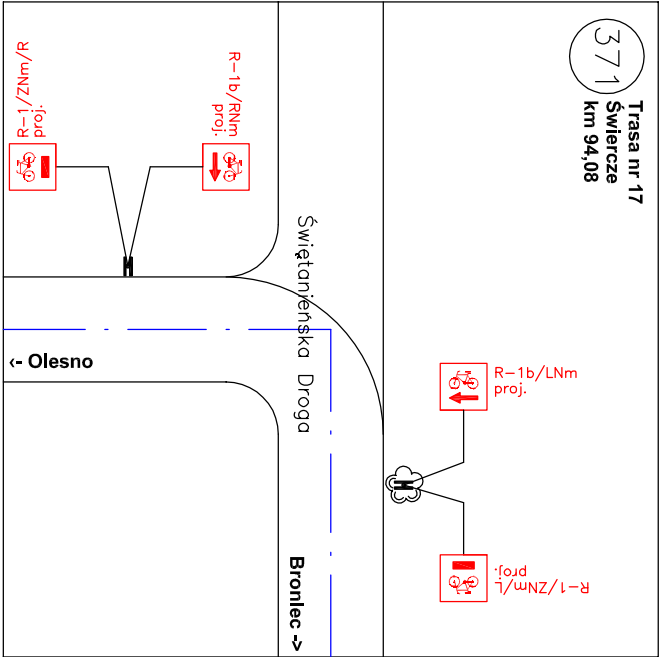 371
Trasa nr 17
Świercze
km 94,08
R-1/ZNm/R
proj.
R-1b/RNm
proj.
Świętanieńska Droga
<- Olesno
R-1b/LNm
proj.
R-1/ZNm/L
proj.
Broniec ->